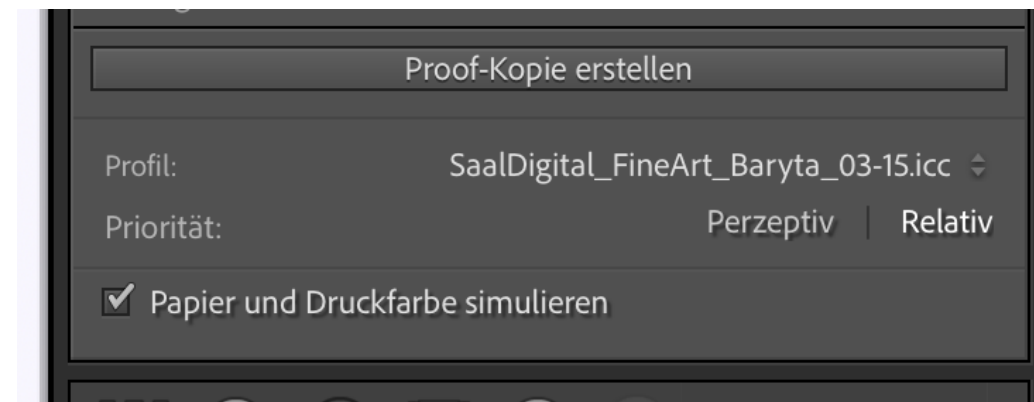 Proof-Kopie erstellen
Profil: SaalDigital_FineArt_Baryta_03-15.icc
Priorität: Perzeptiv | Relativ
Papier und Druckfarbe simulieren